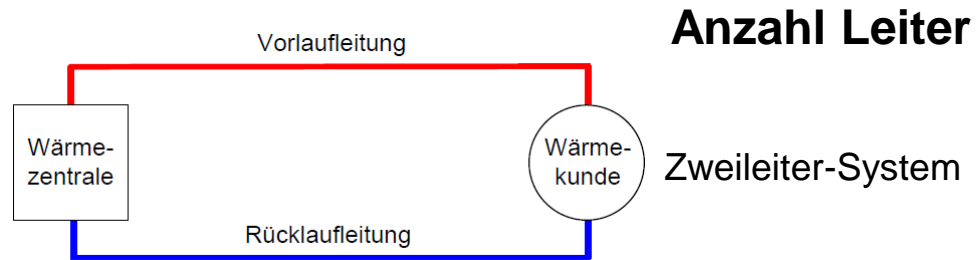 Anzahl Leiter
Vorlaufleitung
Wärme-
zentrale
Wärme-
kunde
Zweileiter-System
Rücklaufleitung